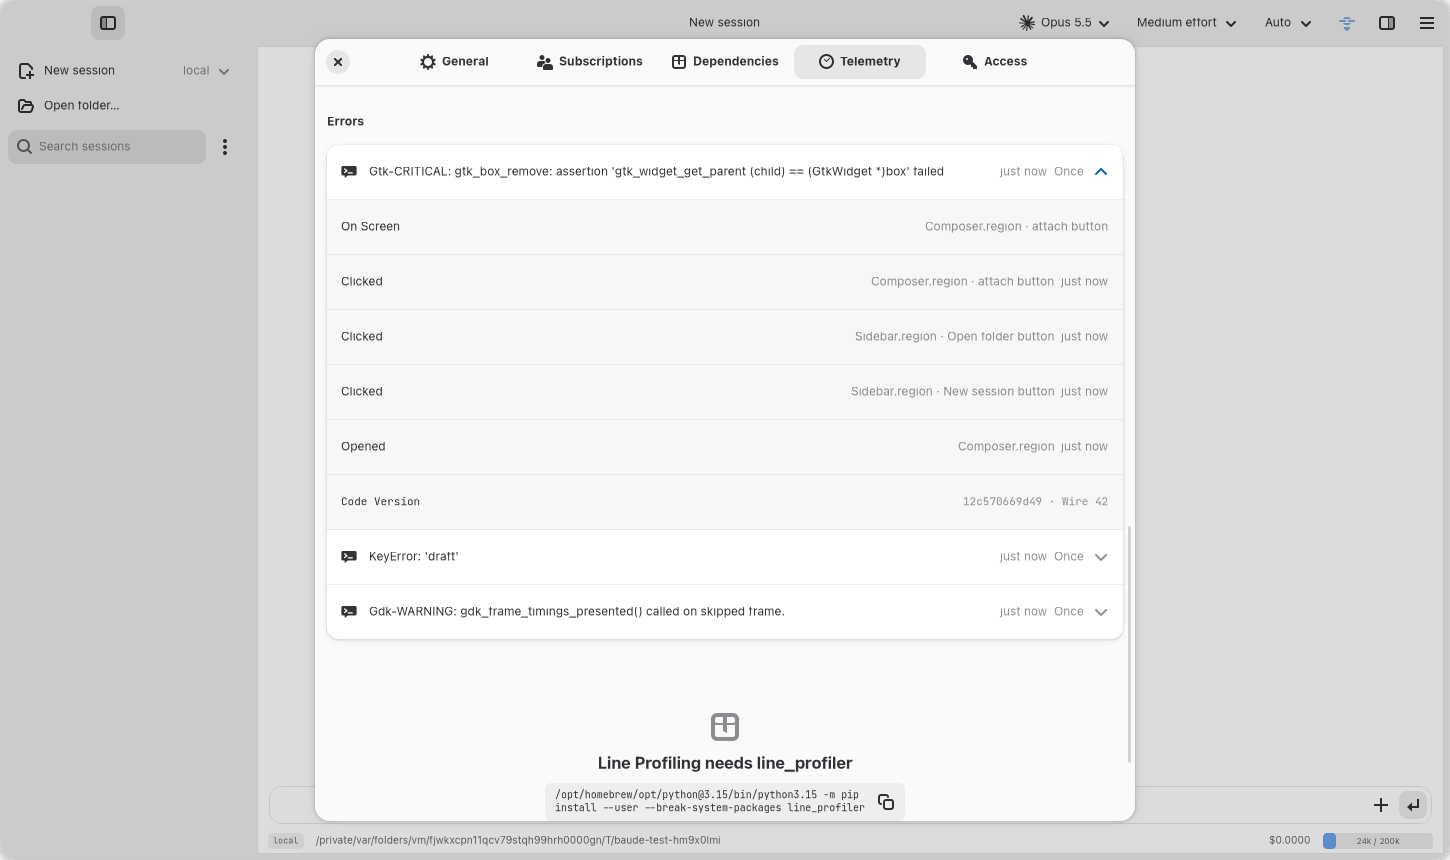 New session
Opus 5.5
Medium effort
Auto
New session
local
Open folder...
Search sessions
General
Subscriptions
Dependencies
Telemetry
Access
Errors
Gtk-CRITICAL: gtk_box_remove: assertion 'gtk_widget_get_parent (child) == (GtkWidget *)box' failed just now Once
On Screen Composer.region · attach button
Clicked Composer.region · attach button just now
Clicked Sidebar.region · Open folder button just now
Clicked Sidebar.region · New session button just now
Opened Composer.region just now
Code Version 12c570669d49 · Wire 42
KeyError: 'draft' just now Once
Gdk-WARNING: gdk_frame_timings_presented() called on skipped frame. just now Once
Line Profiling needs line_profiler
/opt/homebrew/opt/python@3.15/bin/python3.15 -m pip
install --user --break-system-packages line_profiler
local
/private/var/folders/vm/fjwkxcpn11qcv79stqh99hrh0000gn/T/baude-test-hm9x0lmi
$0.0000
24k / 200k